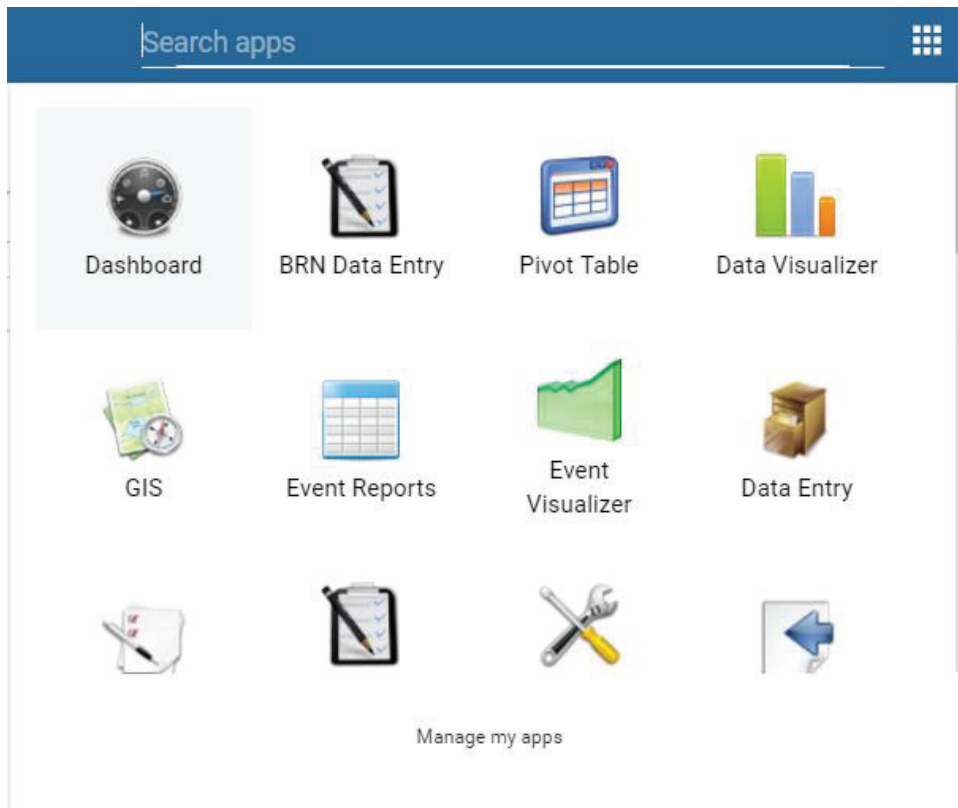 Search apps
Dashboard
BRN Data Entry
Pivot Table
Data Visualizer
GIS
Event Reports
Event
Visualizer
Data Entry
Manage my apps